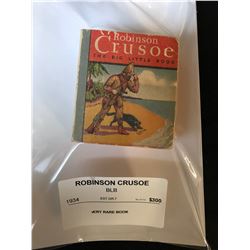 Robinson
Crusoe
THE BIG LITTLE BOOK
ROBINSON CRUSOE
BLB
1934
$300
VERY RARE BOOK